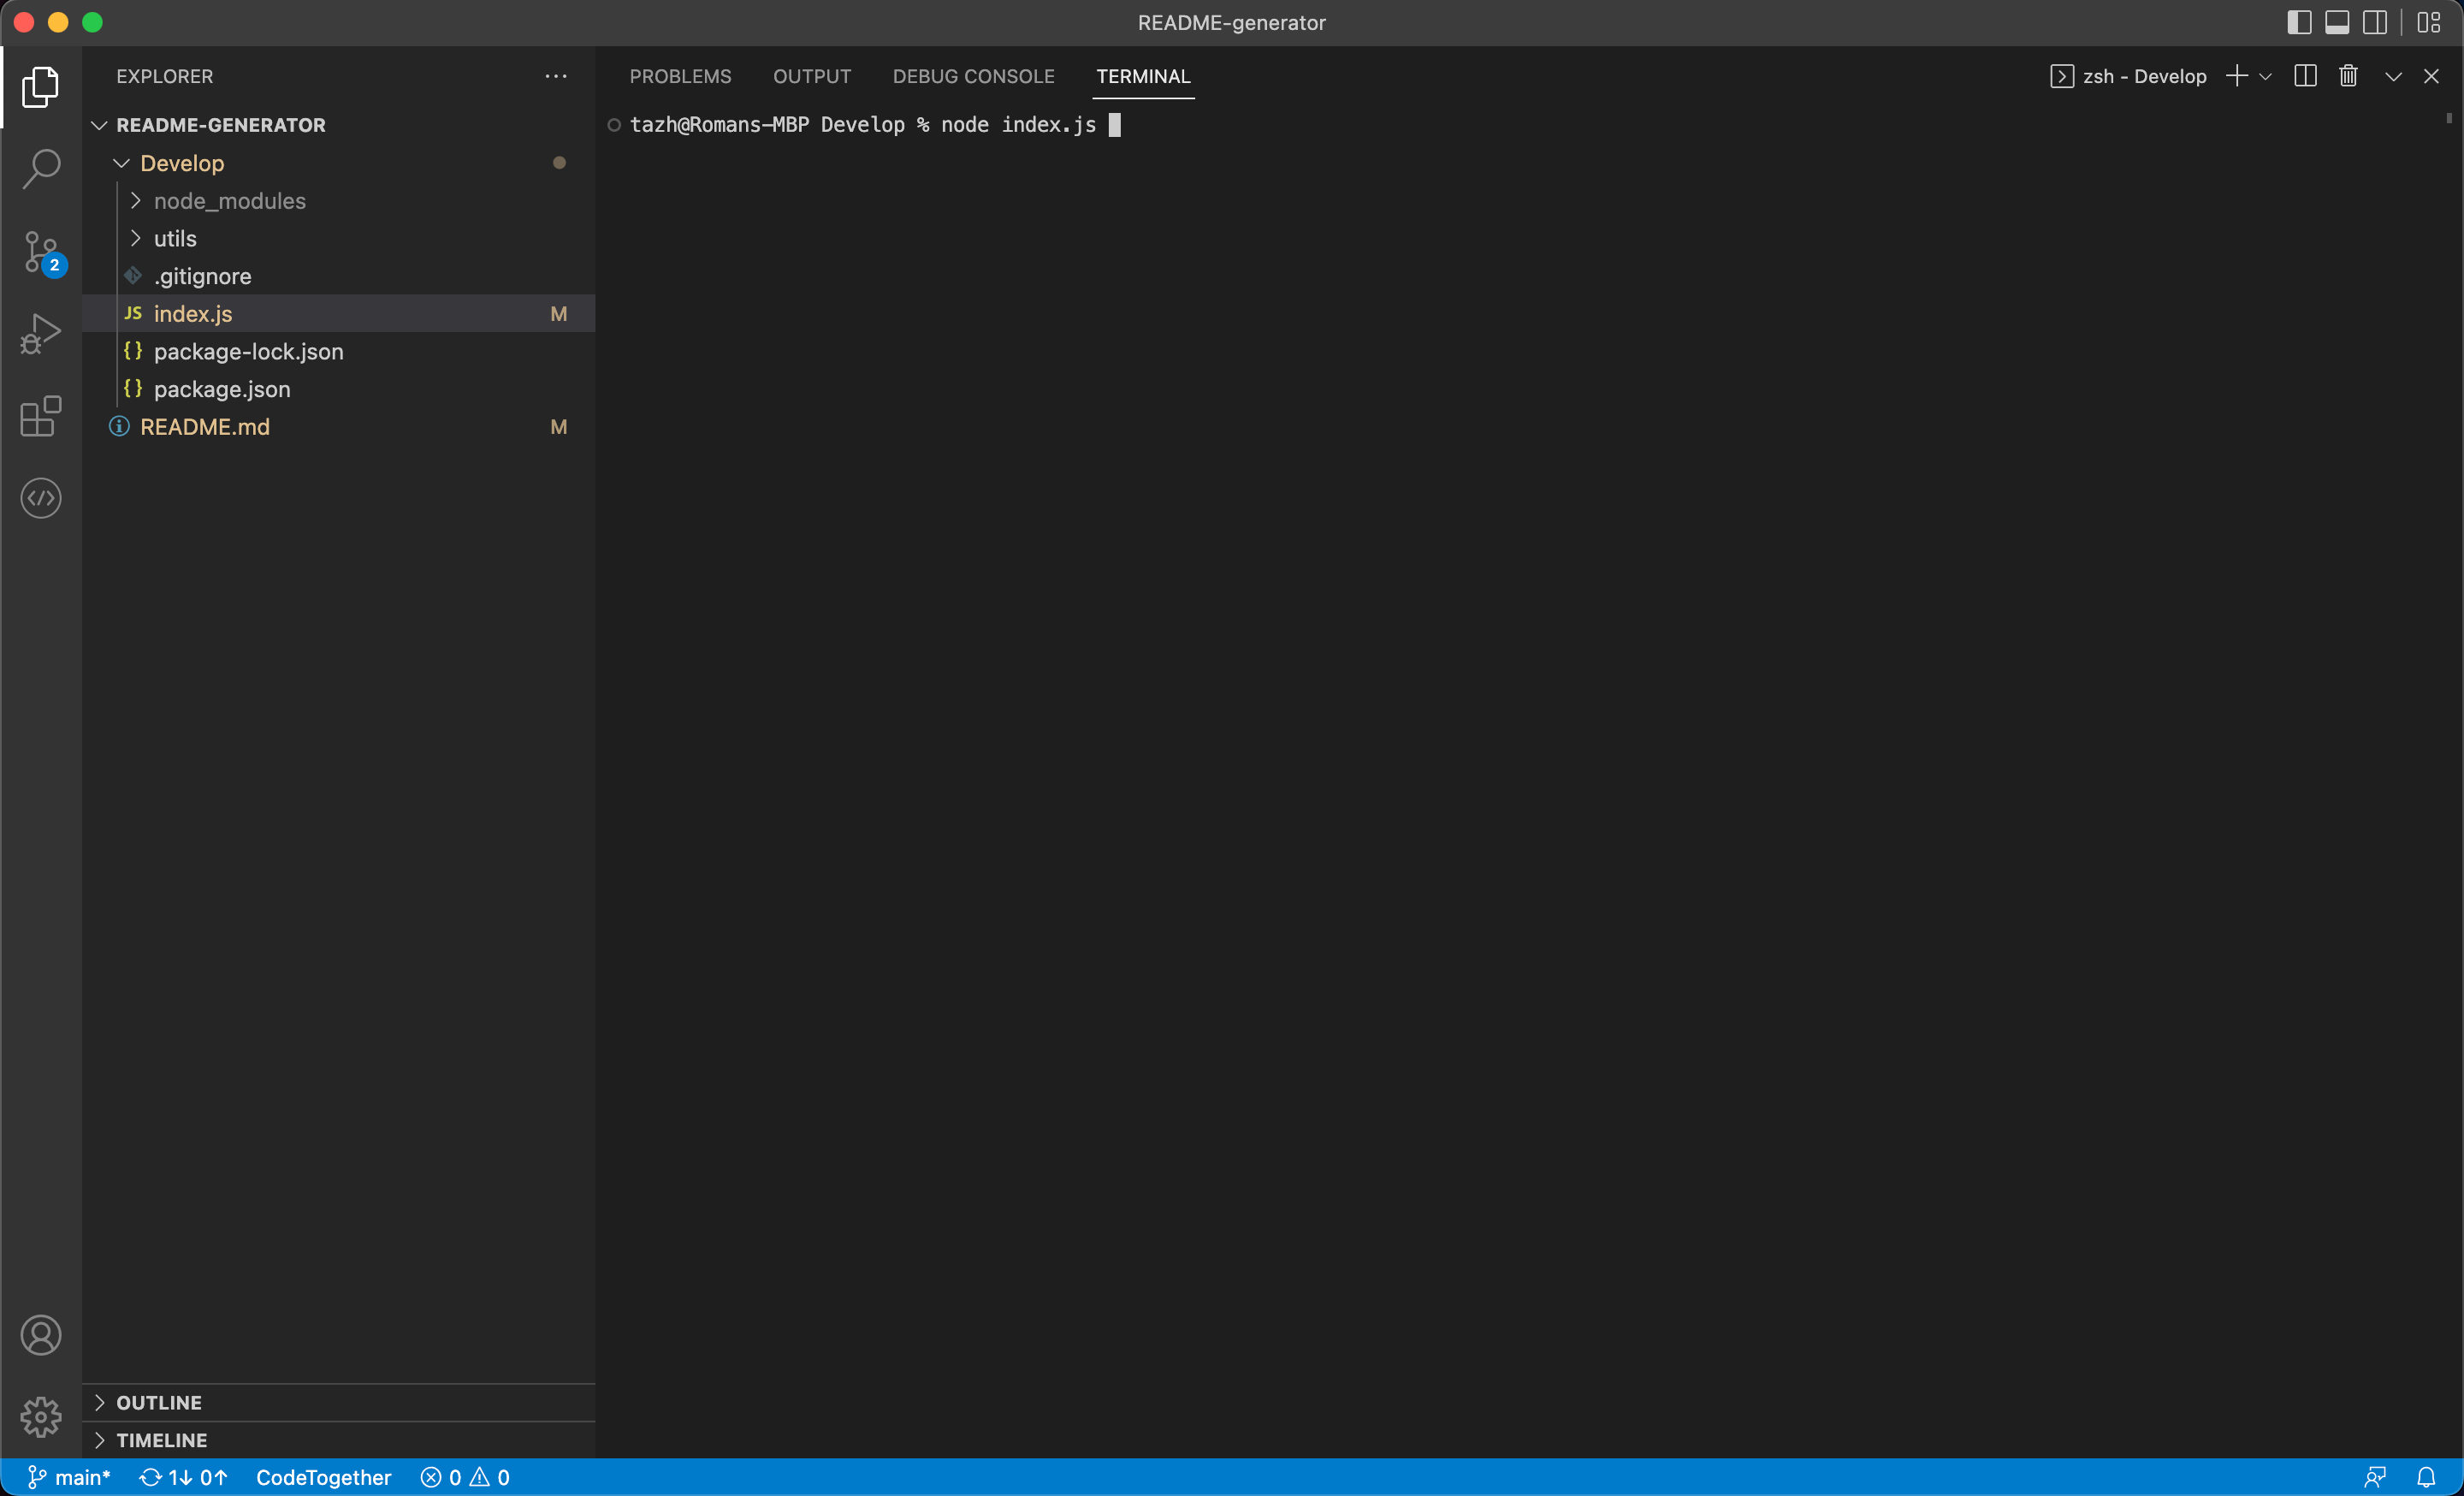 README-generator
EXPLORER
PROBLEMS OUTPUT DEBUG CONSOLE TERMINAL zsh - Develop
README-GENERATOR
Develop
node_modules
utils
.gitignore
JS index.js M
{} package-lock.json
{} package.json
README.md M
2
tazh@Romans-MBP Develop % node index.js
OUTLINE
TIMELINE
main* 1↓ 0↑ CodeTogether 0 0